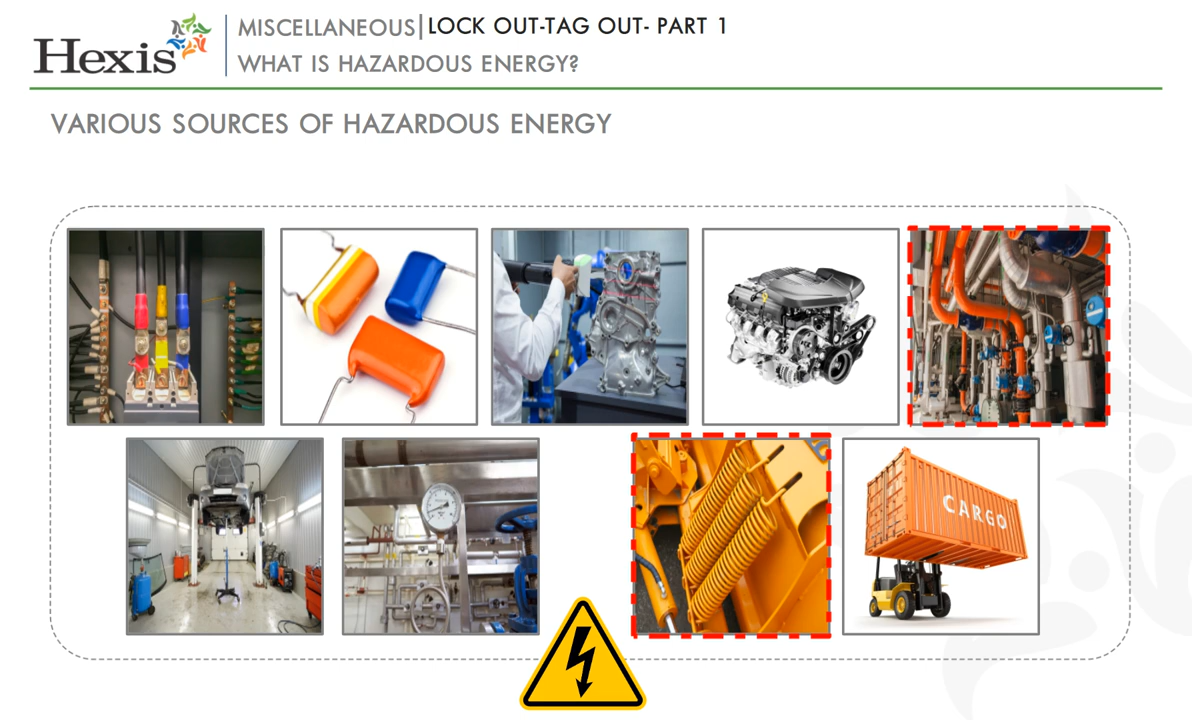 Hexis
MISCELLANEOUS| LOCK OUT-TAG OUT- PART 1
WHAT IS HAZARDOUS ENERGY?
VARIOUS SOURCES OF HAZARDOUS ENERGY
CARGO